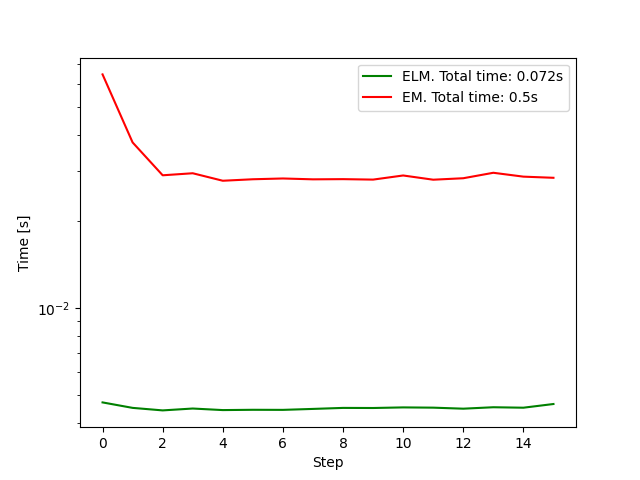 ELM. Total time: 0.072s
EM. Total time: 0.5s
Time [s]
10⁻²
0 2 4 6 8 10 12 14
Step